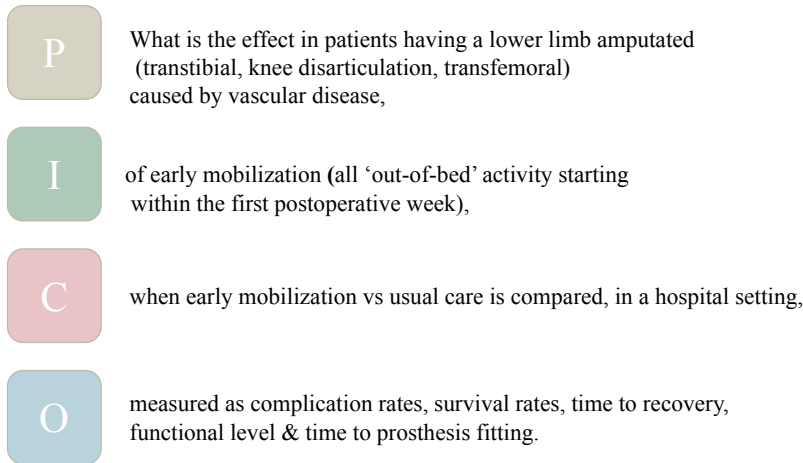 P
What is the effect in patients having a lower limb amputated
(transtibial, knee disarticulation, transfemoral)
caused by vascular disease,
I
of early mobilization (all ‘out-of-bed’ activity starting
within the first postoperative week),
C
when early mobilization vs usual care is compared, in a hospital setting,
O
measured as complication rates, survival rates, time to recovery,
functional level & time to prosthesis fitting.